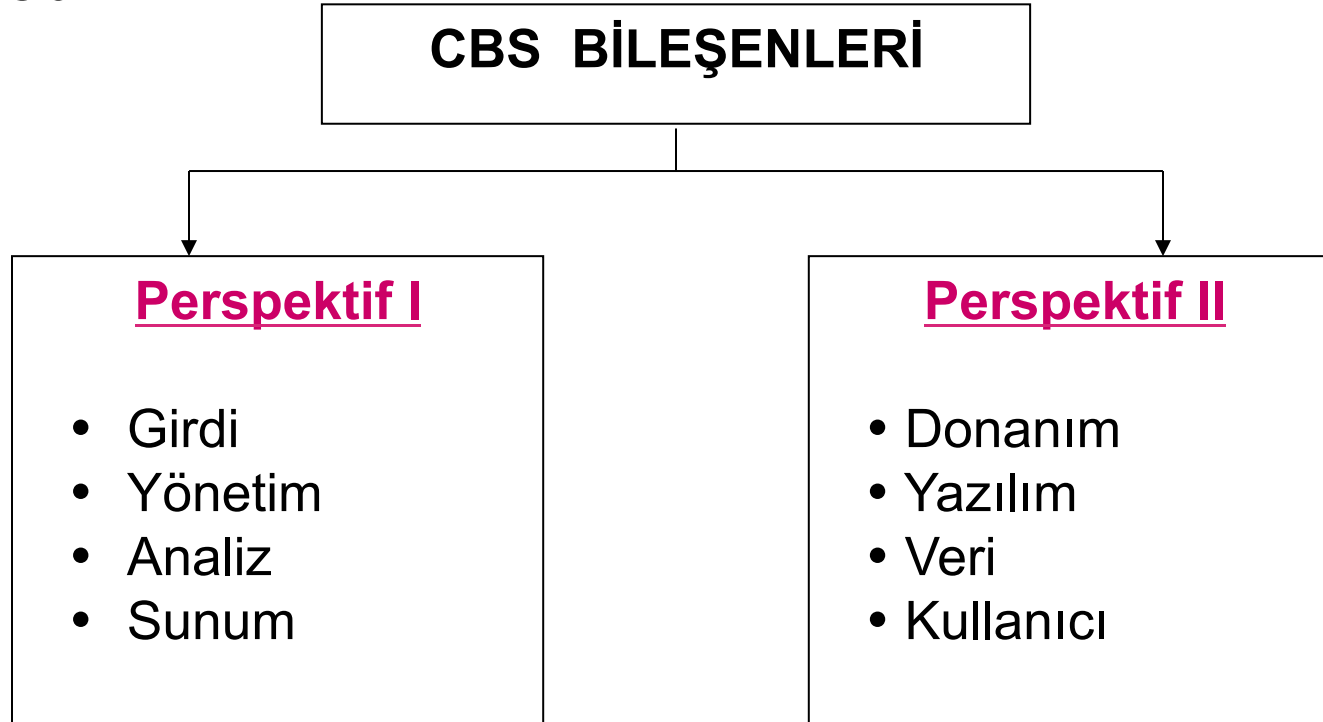 CBS BİLEŞENLERİ
Perspektif I
• Girdi
• Yönetim
• Analiz
• Sunum
Perspektif II
• Donanım
• Yazılım
• Veri
• Kullanıcı